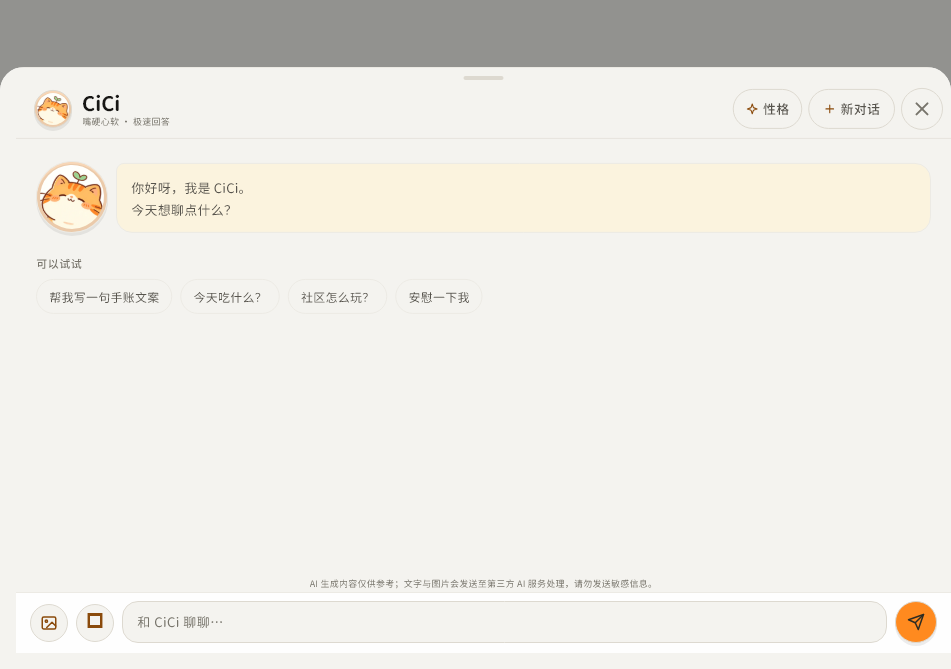 CiCi
嘴硬心软 · 极速回答
性格
新对话
你好呀，我是 CiCi。
今天想聊点什么？
可以试试
帮我写一句手账文案
今天吃什么？
社区怎么玩？
安慰一下我
AI 生成内容仅供参考；文字与图片会发送至第三方 AI 服务处理，请勿发送敏感信息。
和 CiCi 聊聊…